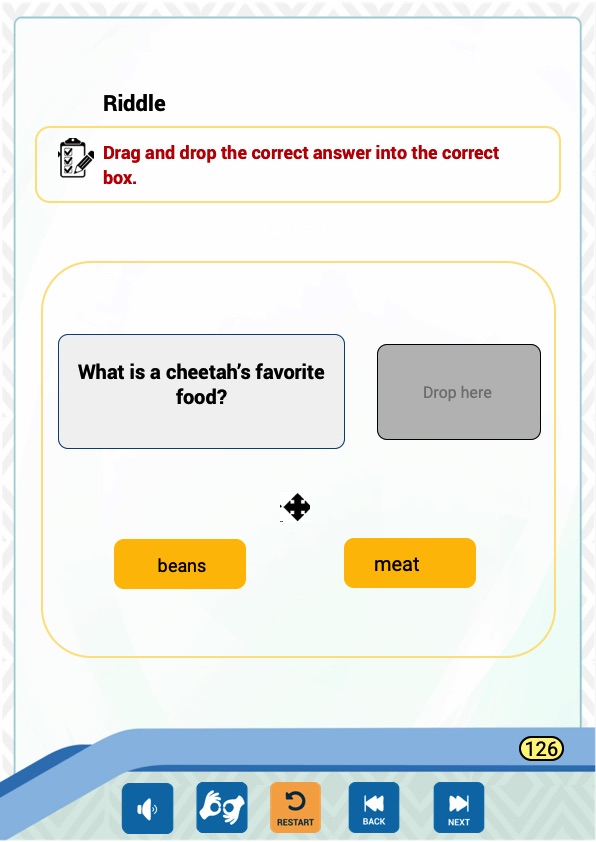 Riddle
Drag and drop the correct answer into the correct
box.
What is a cheetah’s favorite
food?
Drop here
beans
meat
126
RESTART
BACK
NEXT